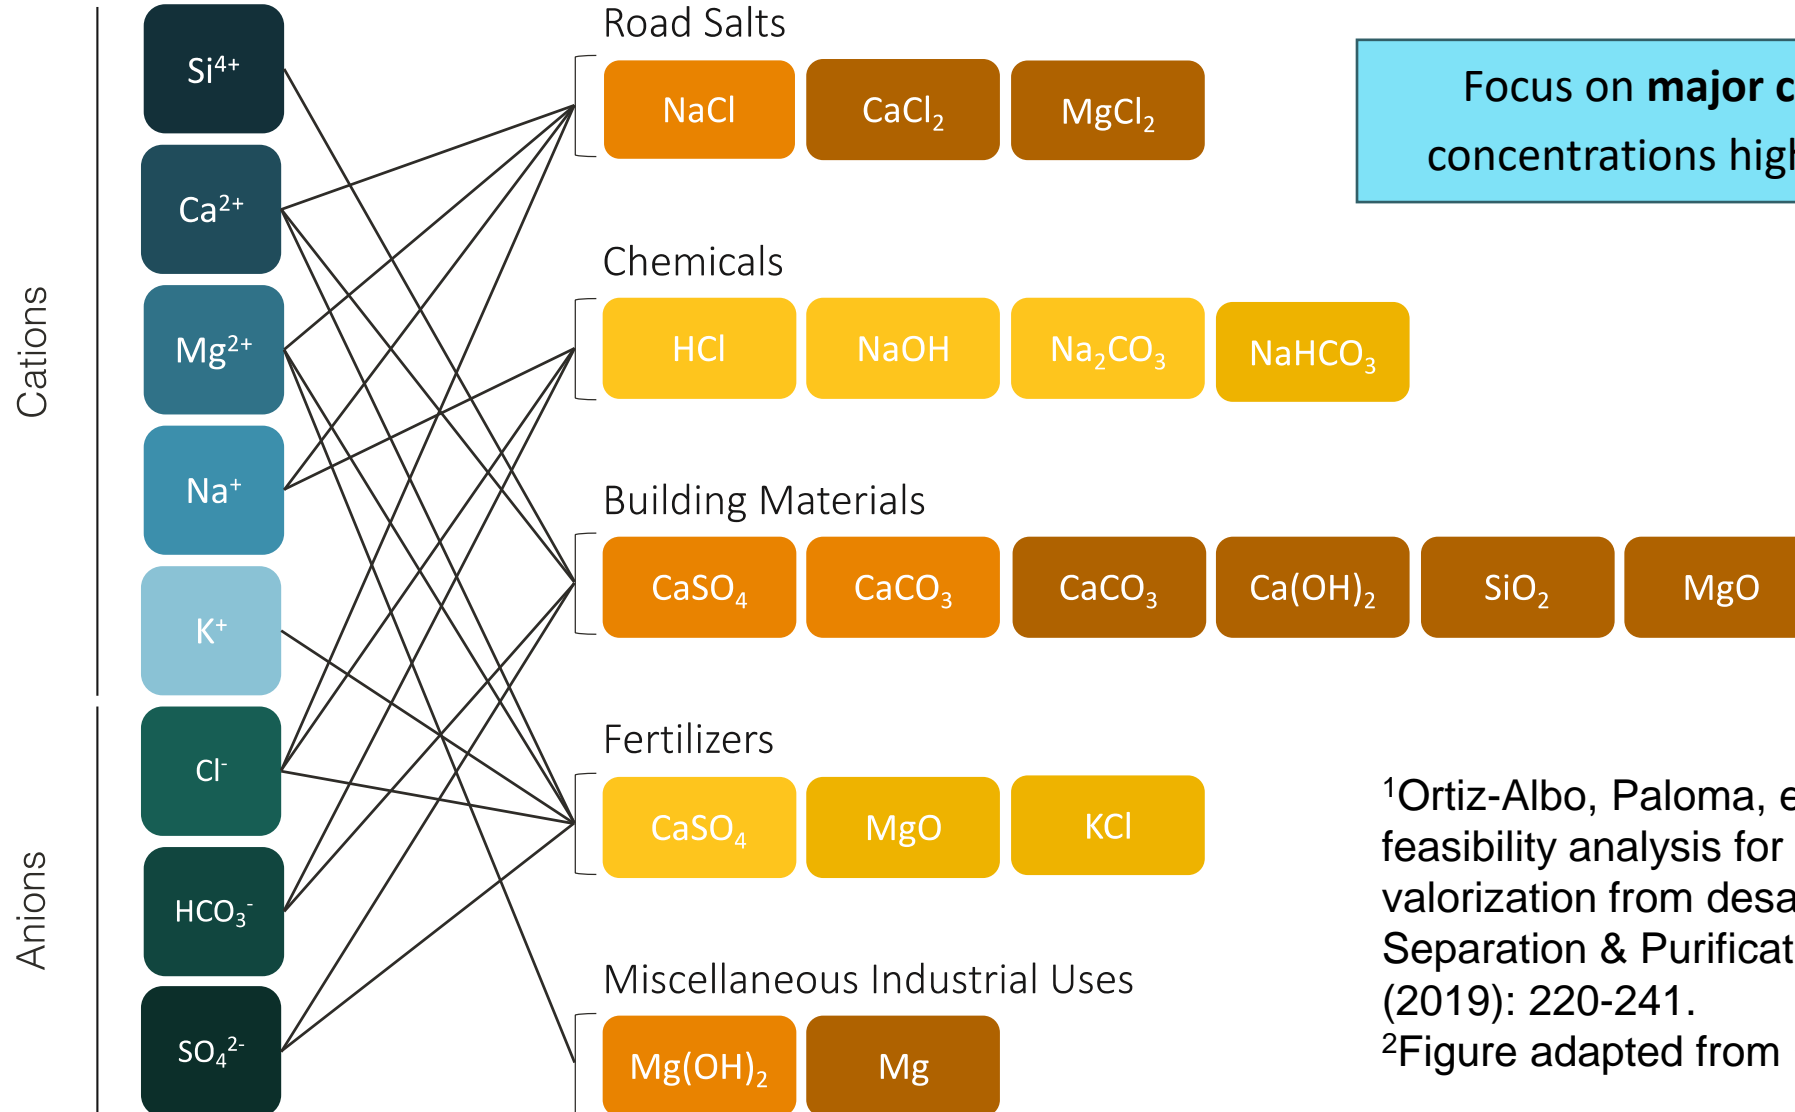 Cations
Si⁴⁺
Ca²⁺
Mg²⁺
Na⁺
K⁺
Anions
Cl⁻
HCO₃⁻
SO₄²⁻
Road Salts
NaCl CaCl₂ MgCl₂
Chemicals
HCl NaOH Na₂CO₃ NaHCO₃
Building Materials
CaSO₄ CaCO₃ CaCO₃ Ca(OH)₂ SiO₂ MgO
Fertilizers
CaSO₄ MgO KCl
Miscellaneous Industrial Uses
Mg(OH)₂ Mg
Focus on major c
concentrations high
¹Ortiz-Albo, Paloma, e
feasibility analysis for
valorization from desa
Separation & Purificat
(2019): 220-241.
²Figure adapted from